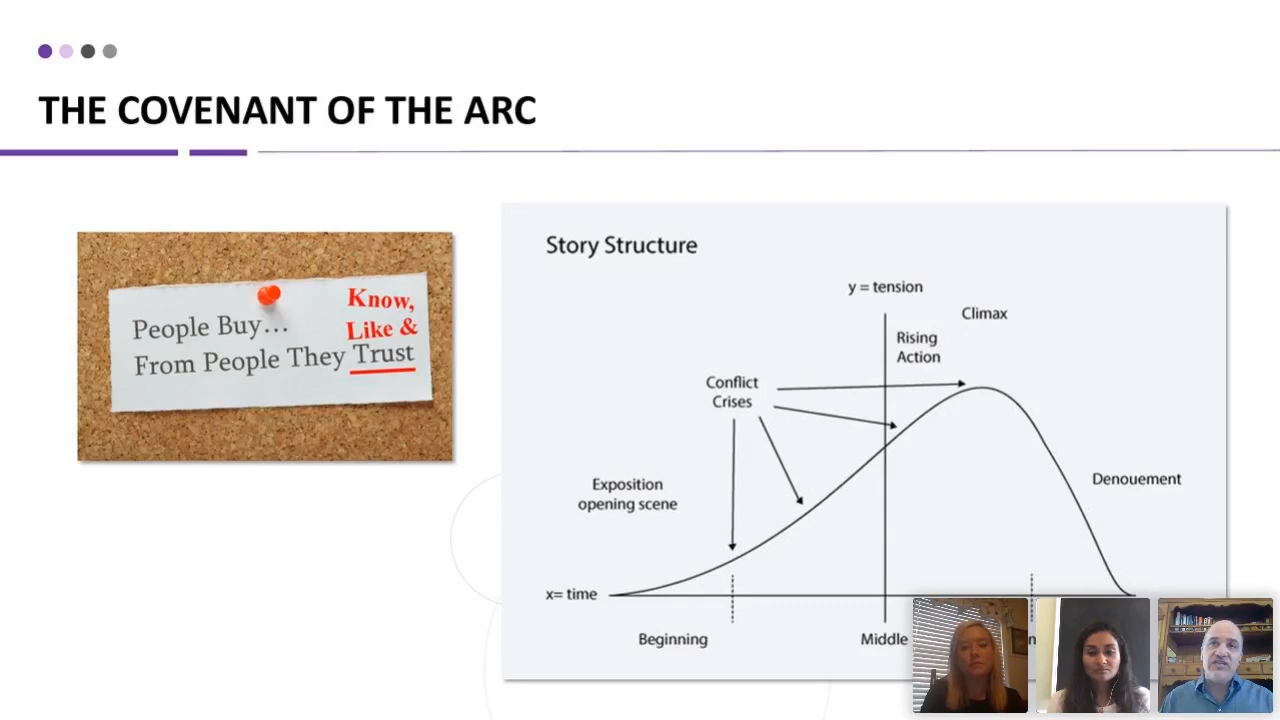 THE COVENANT OF THE ARC
People Buy...
From People They Trust
Know,
Like &
Story Structure
y = tension
Climax
Rising
Action
Conflict
Crises
Exposition
opening scene
Denouement
x= time
Beginning
Middle